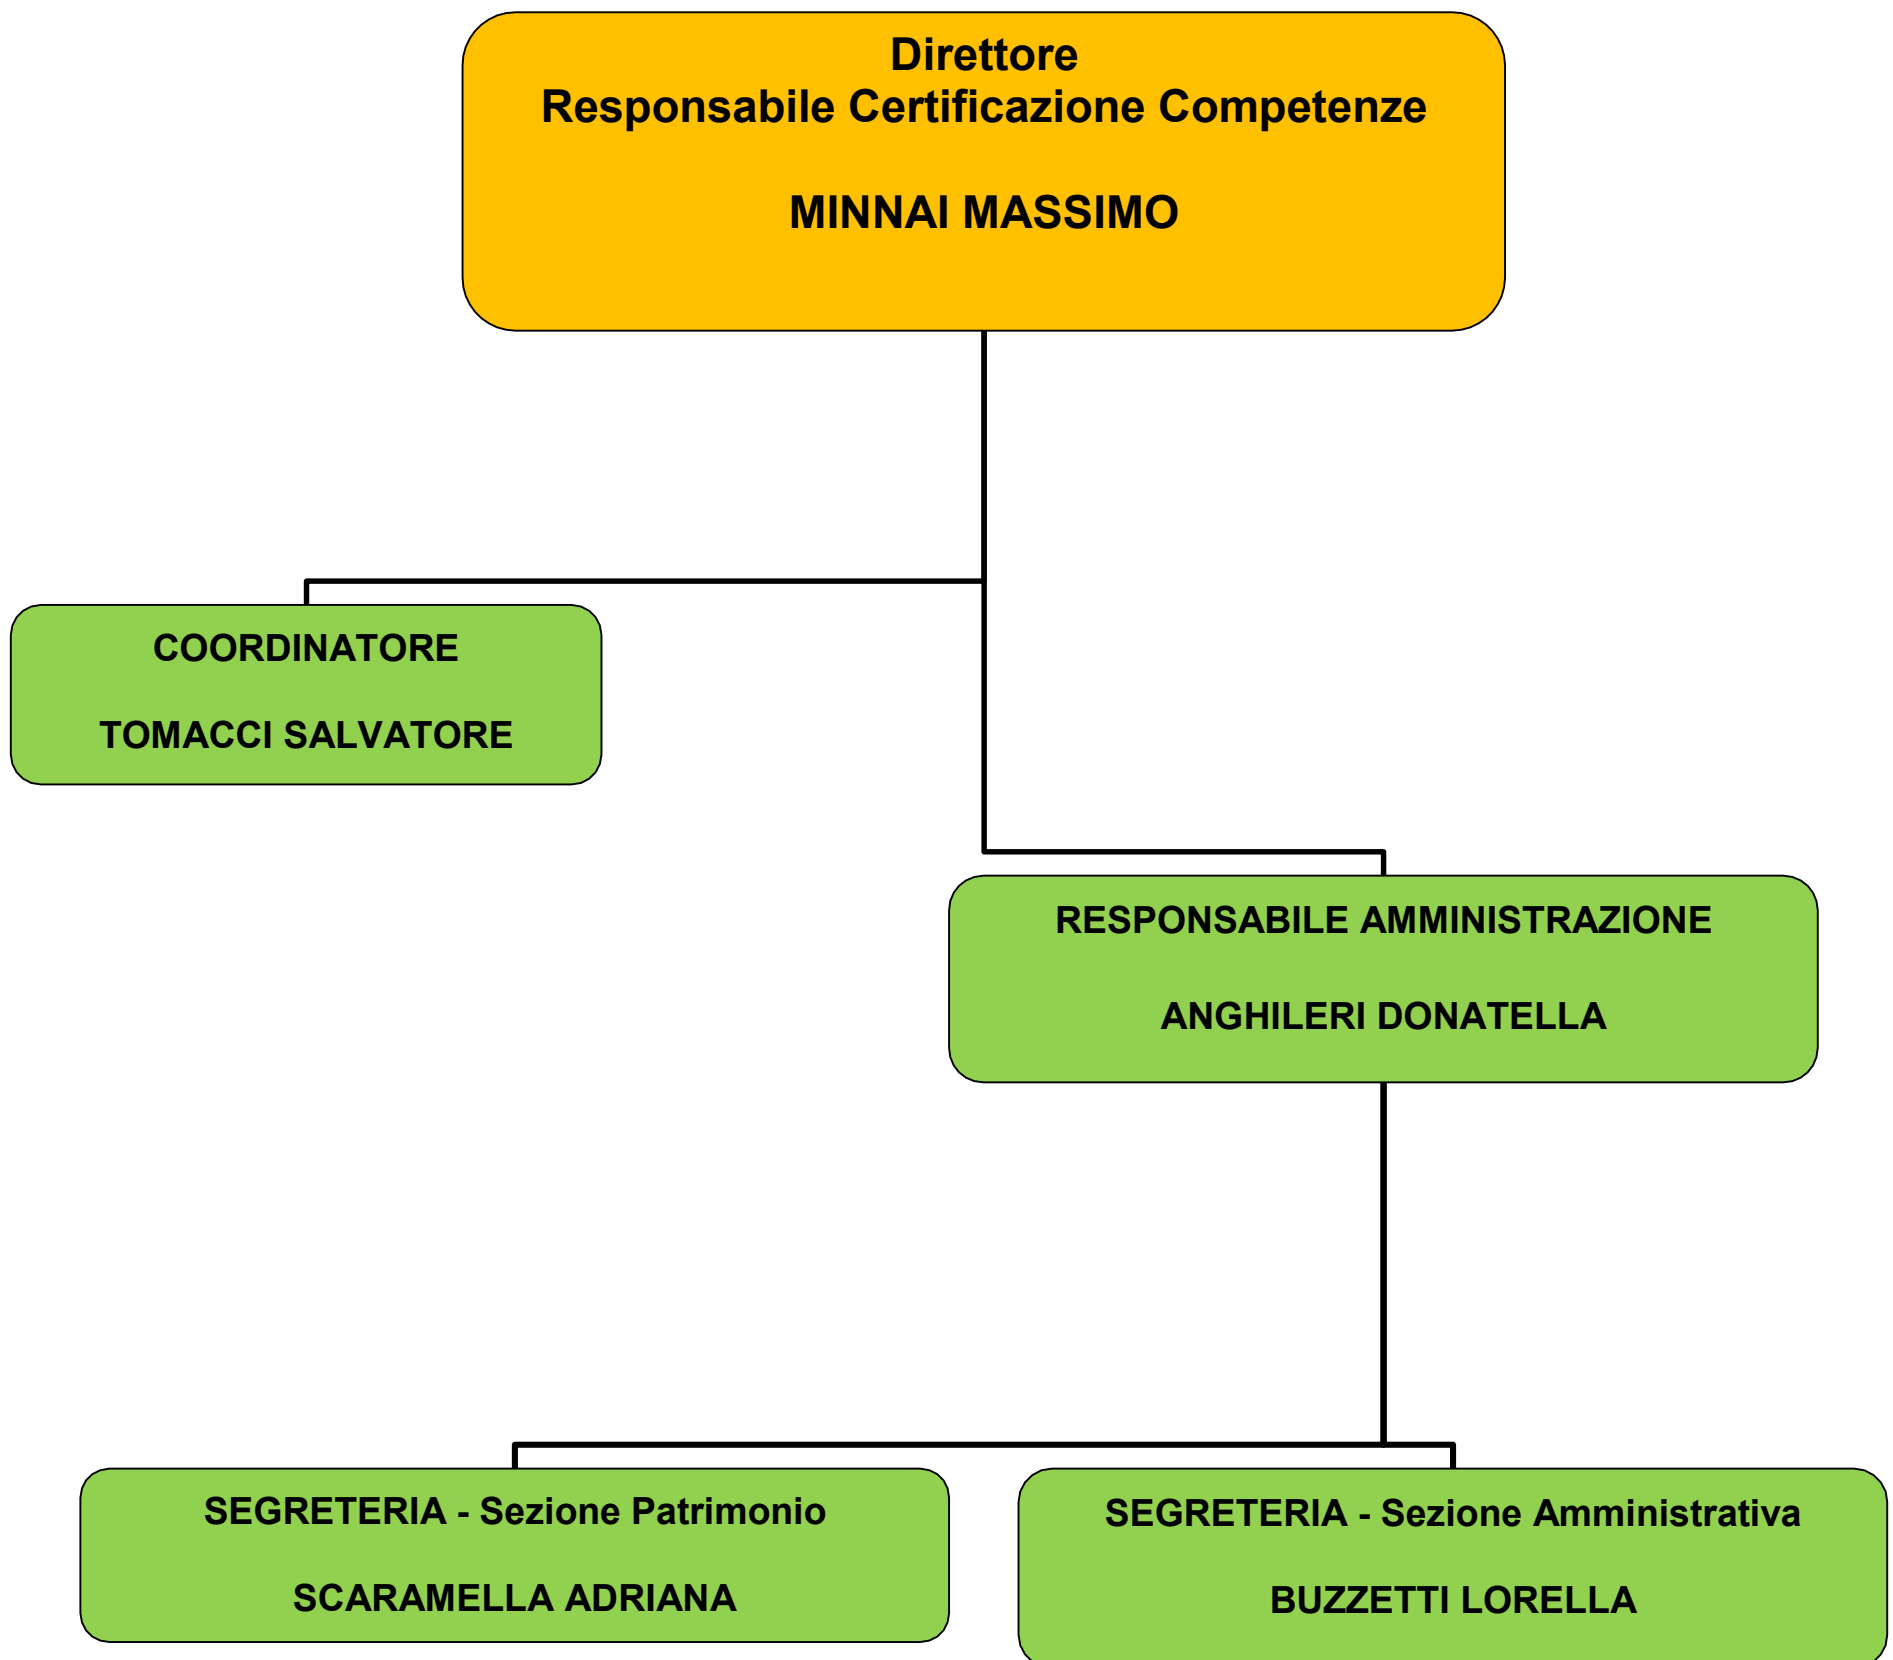 Direttore
Responsabile Certificazione Competenze
MINNAI MASSIMO
COORDINATORE
TOMACCI SALVATORE
RESPONSABILE AMMINISTRAZIONE
ANGHILERI DONATELLA
SEGRETERIA - Sezione Patrimonio
SCARAMELLA ADRIANA
SEGRETERIA - Sezione Amministrativa
BUZZETTI LORELLA